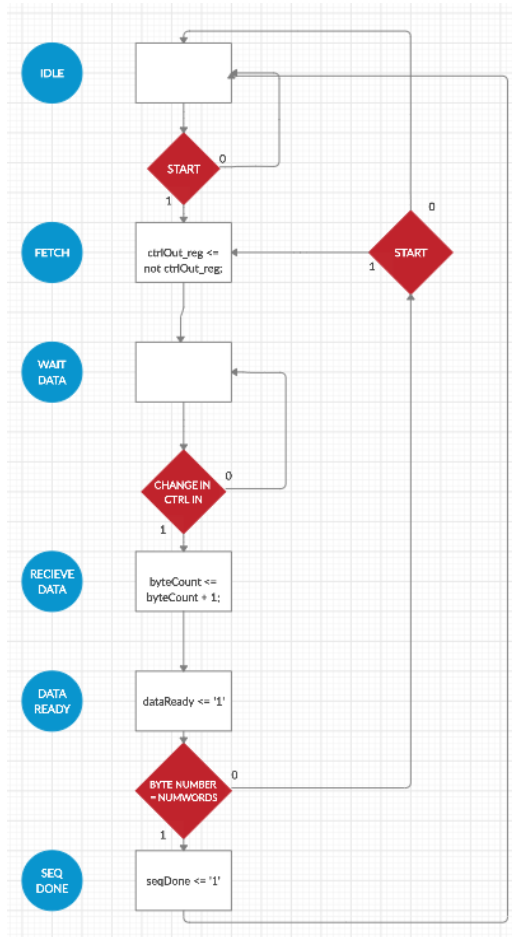 IDLE
START
0
1
0
FETCH
ctrlOut_reg <=
not ctrlOut_reg;
1
START
WAIT
DATA
CHANGE IN
CTRL IN
0
1
RECIEVE
DATA
byteCount <=
byteCount + 1;
DATA
READY
dataReady <= '1'
BYTE NUMBER
= NUMWORDS
0
1
SEQ
DONE
seqDone <= '1'